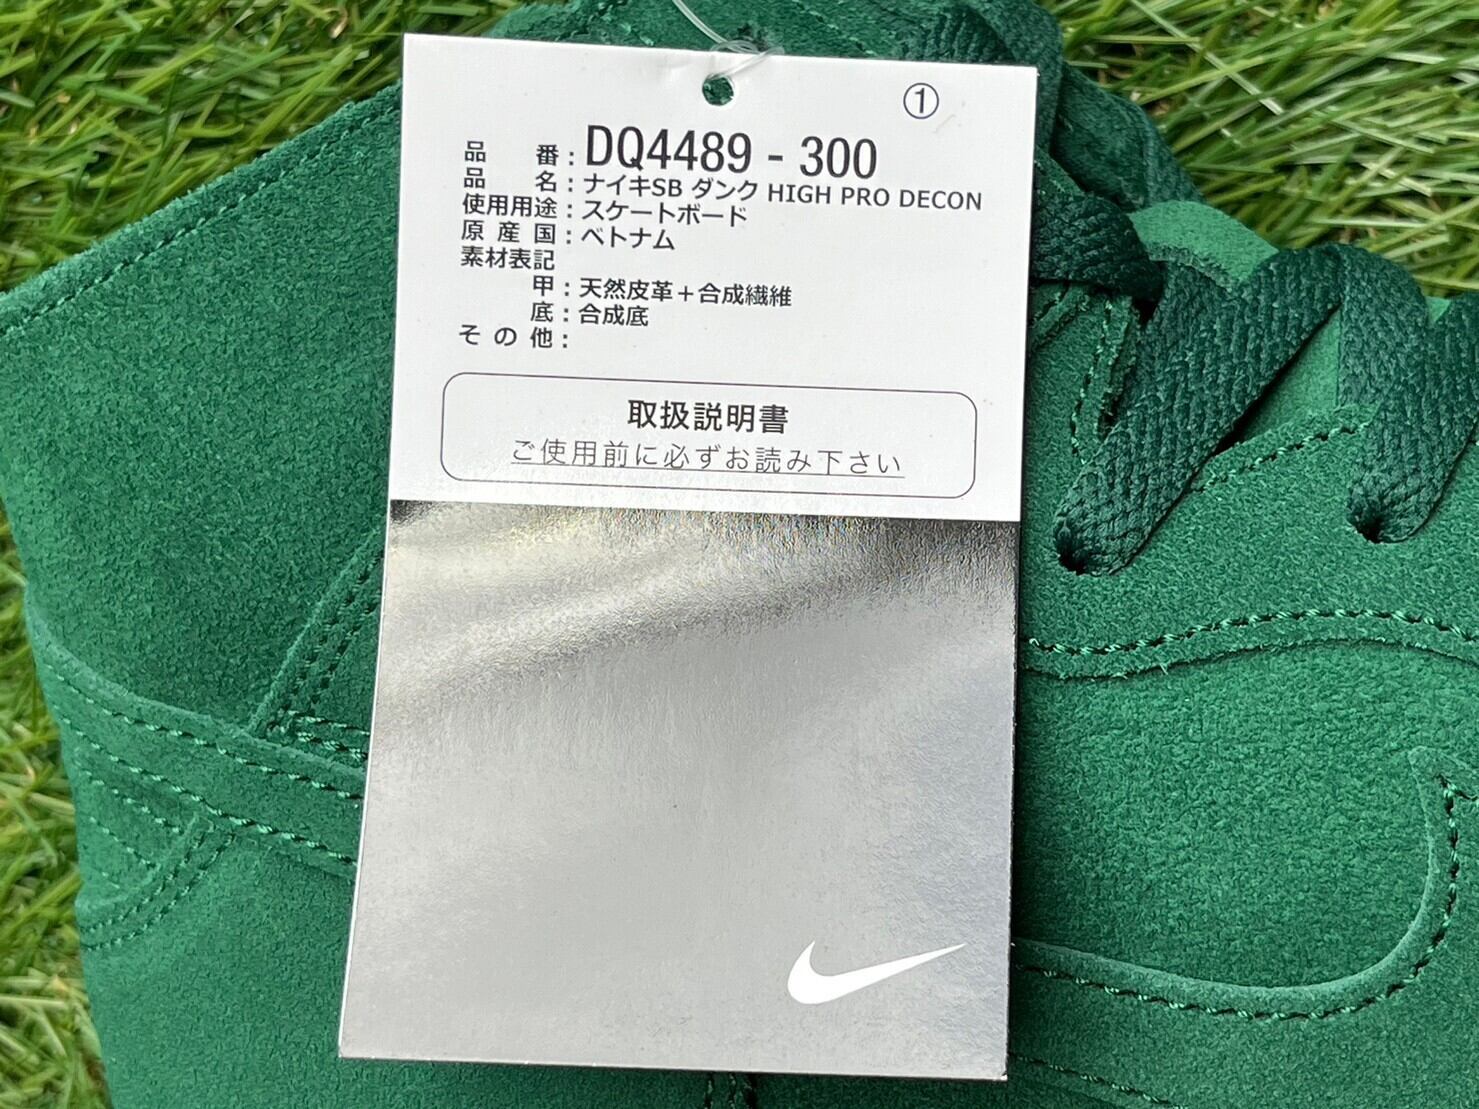 ①
品 番：DQ4489 - 300
品 名：ナイキSB ダンク HIGH PRO DECON
使用用途：スケートボード
原 産 国：ベトナム
素材表記
甲：天然皮革＋合成繊維
底：合成底
そ の 他：
取扱説明書
ご使用前に必ずお読み下さい